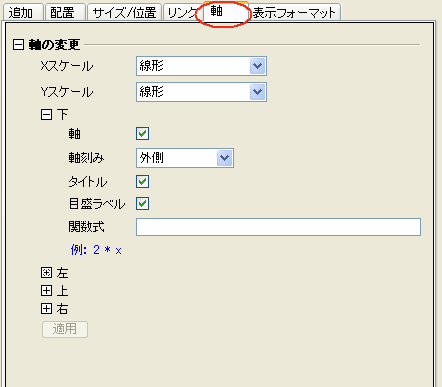 追加 配置 サイズ/位置 リンク 軸 表示フォーマット
軸の変更
Xスケール 線形
Yスケール 線形
下
軸
軸刻み 外側
タイトル
目盛ラベル
関数式
例: 2 * x
左
上
右
適用